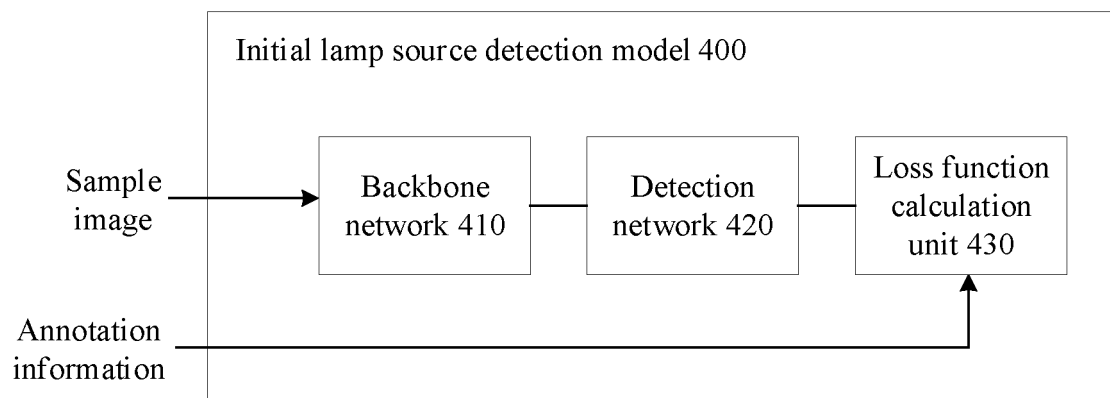 Initial lamp source detection model 400
Sample
image
Backbone
network 410
Detection
network 420
Loss function
calculation
unit 430
Annotation
information